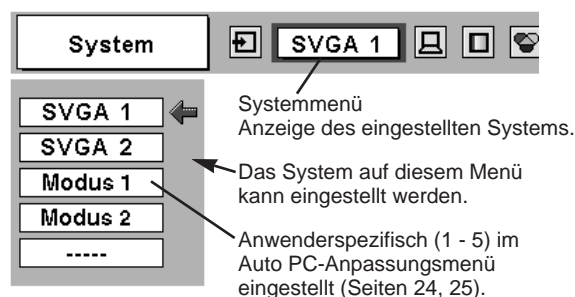 System
SVGA 1
SVGA 1
SVGA 2
Modus 1
Modus 2
-----
Systemmenü
Anzeige des eingestellten Systems.
Das System auf diesem Menü
kann eingestellt werden.
Anwenderspezifisch (1 - 5) im
Auto PC-Anpassungsmenü
eingestellt (Seiten 24, 25).